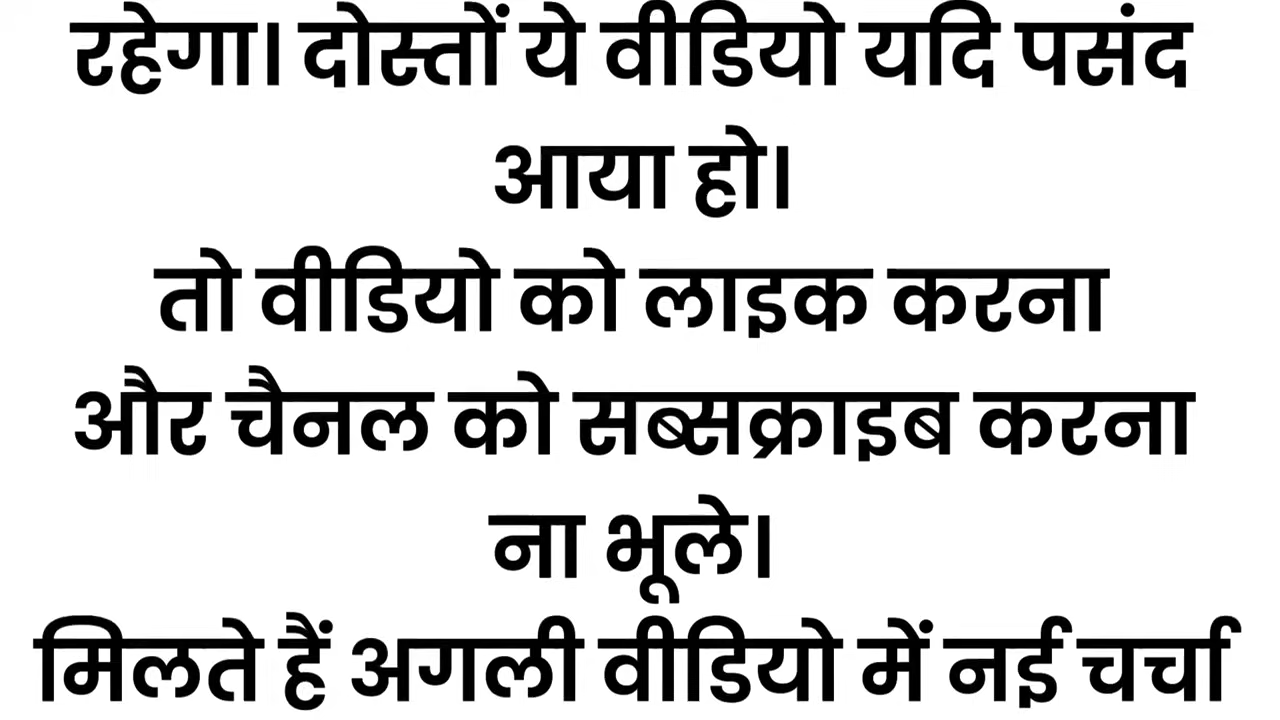 रहेगा। दोस्तों ये वीडियो यदि पसंद
आया हो।
तो वीडियो को लाइक करना
और चैनल को सब्सक्राइब करना
ना भूले।
मिलते हैं अगली वीडियो में नई चर्चा